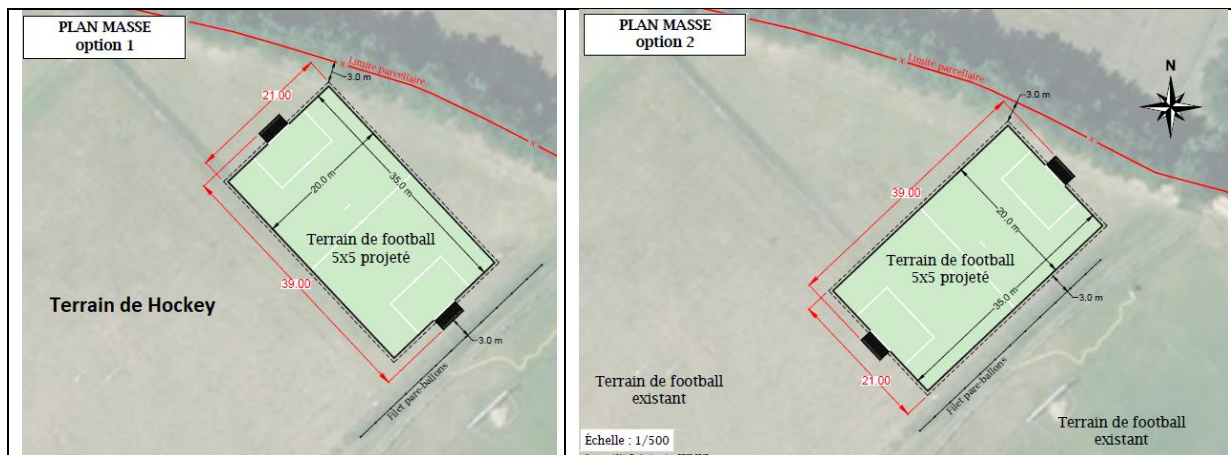 PLAN MASSE
option 1
Limite parcellaire
x
x
3.0 m
21.00
20.0 m
35.0 m
Terrain de football
5x5 projeté
39.00
Terrain de Hockey
3.0 m
Filet pare-ballons
PLAN MASSE
option 2
Limite parcellaire
N
x
x
3.0 m
39.00
20.0 m
Terrain de football
5x5 projeté
35.0 m
3.0 m
21.00
Filet pare-ballons
Terrain de football
existant
Terrain de football
existant
Échelle : 1/500